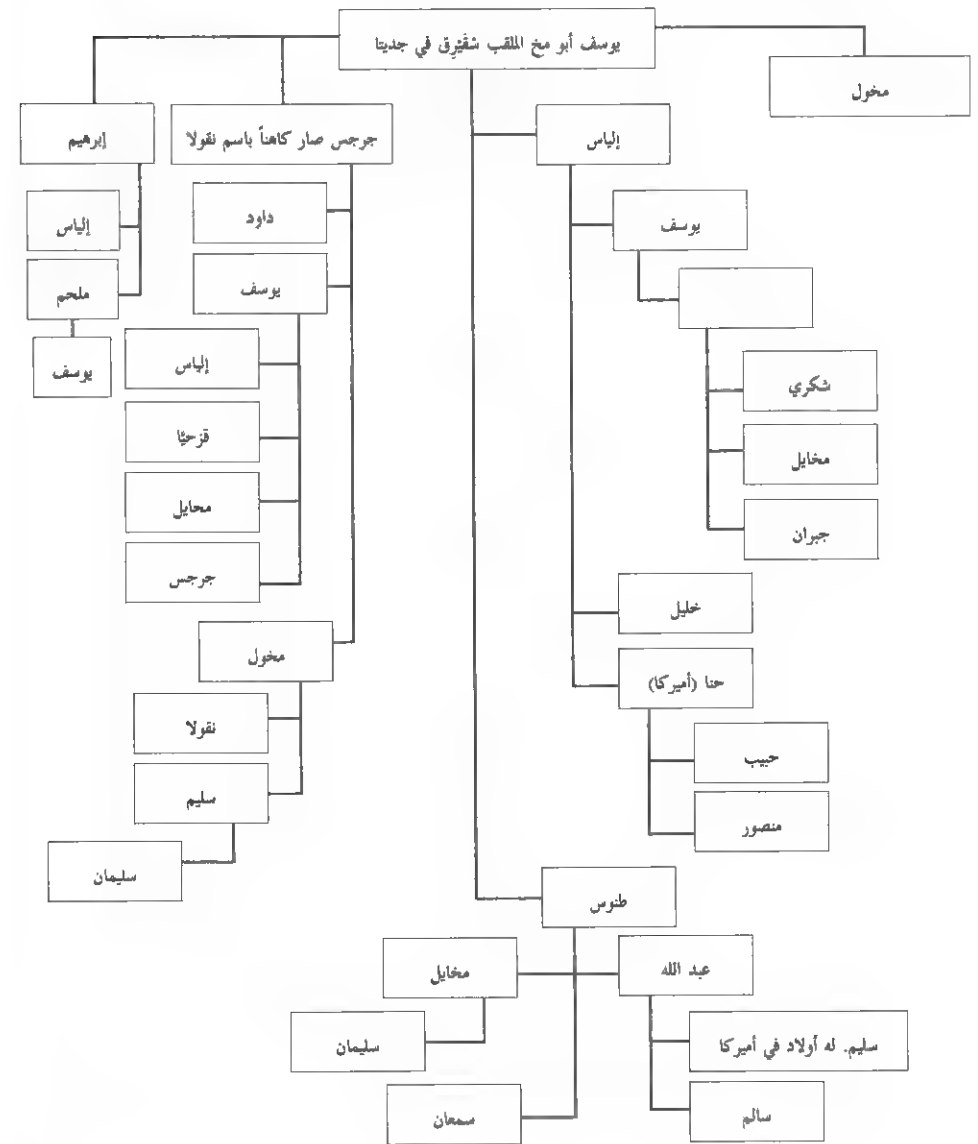 يوسف أبو مخ الملقب شقَيْرِق في جديتا
مخول
إلياس
جرجس صار كاهناً باسم نقولا
إبرهيم
يوسف
داود
إلياس
يوسف
ملحم
يوسف
شكري
إلياس
قزحيّا
مخايل
محايل
جبران
جرجس
خليل
مخول
حنا (أميركا)
نقولا
حبيب
سليم
منصور
سليمان
طنوس
عبد الله
مخايل
سليم. له أولاد في أميركا
سليمان
سالم
سمعان